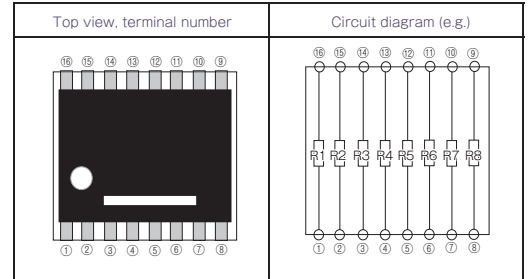 Top view, terminal number
Circuit diagram (e.g.)
⑯ ⑮ ⑭ ⑬ ⑫ ⑪ ⑩ ⑨
① ② ③ ④ ⑤ ⑥ ⑦ ⑧
⑯ ⑮ ⑭ ⑬ ⑫ ⑪ ⑩ ⑨
R1 R2 R3 R4 R5 R6 R7 R8
① ② ③ ④ ⑤ ⑥ ⑦ ⑧